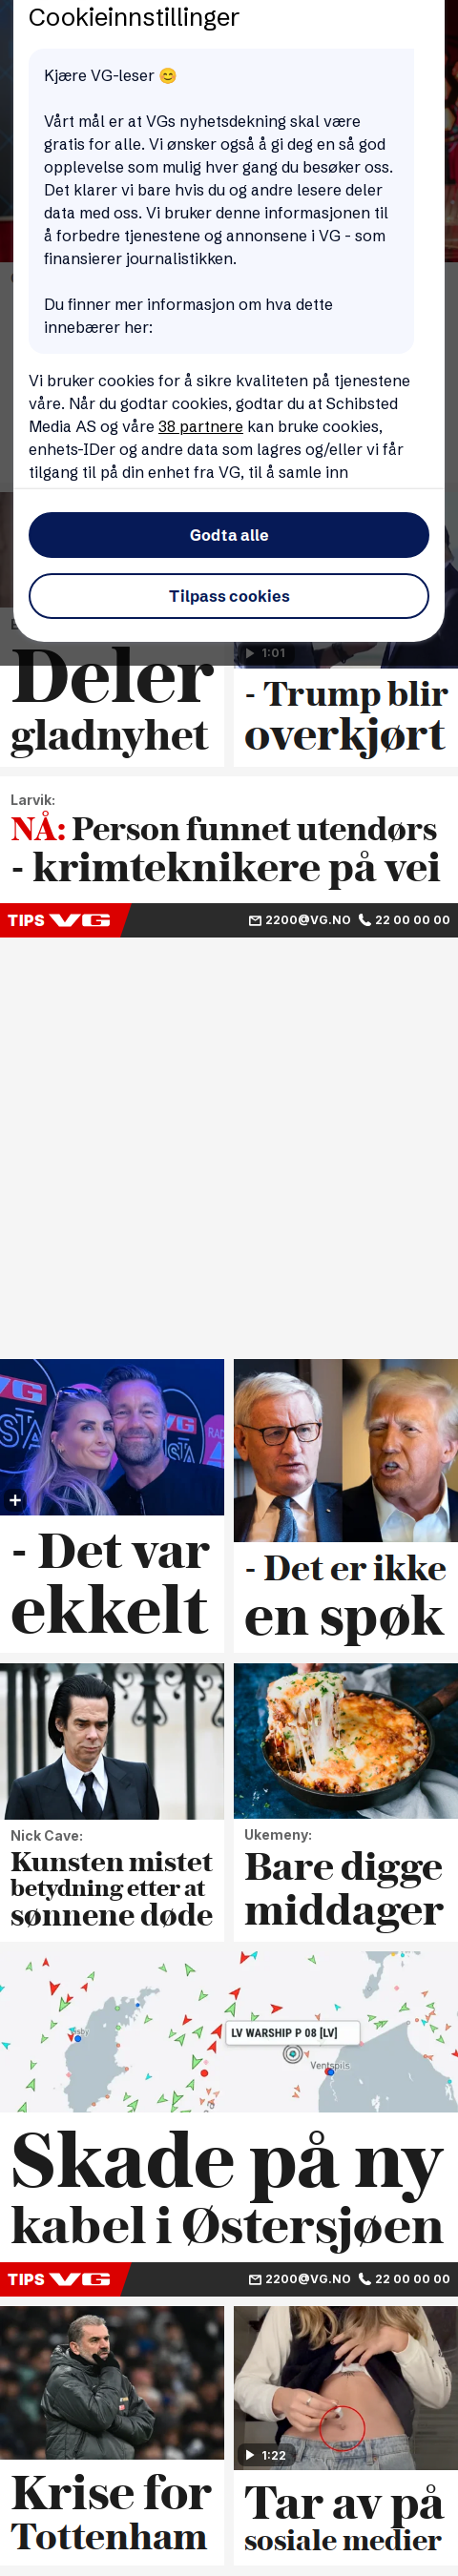 Cookieinnstillinger
Kjære VG-leser 😊
Vårt mål er at VGs nyhetsdekning skal være
gratis for alle. Vi ønsker også å gi deg en så god
opplevelse som mulig hver gang du besøker oss.
Det klarer vi bare hvis du og andre lesere deler
data med oss. Vi bruker denne informasjonen til
å forbedre tjenestene og annonsene i VG - som
finansierer journalistikken.
Du finner mer informasjon om hva dette
innebærer her:
Vi bruker cookies for å sikre kvaliteten på tjenestene
våre. Når du godtar cookies, godtar du at Schibsted
Media AS og våre 38 partnere kan bruke cookies,
enhets-IDer og andre data som lagres og/eller vi får
tilgang til på din enhet fra VG, til å samle inn
Godta alle
Tilpass cookies
1:01
Deler
gladnyhet
- Trump blir
overkjørt
Larvik:
NÅ: Person funnet utendørs
- krimteknikere på vei
TIPS VG 2200@VG.NO 22 00 00 00
- Det var
ekkelt
- Det er ikke
en spøk
Nick Cave:
Kunsten mistet
betydning etter at
sønnene døde
Ukemeny:
Bare digge
middager
LV WARSHIP P 08 [LV]
Ventspils
Skade på ny
kabel i Østersjøen
TIPS VG 2200@VG.NO 22 00 00 00
Krise for
Tottenham
1:22
Tar av på
sosiale medier